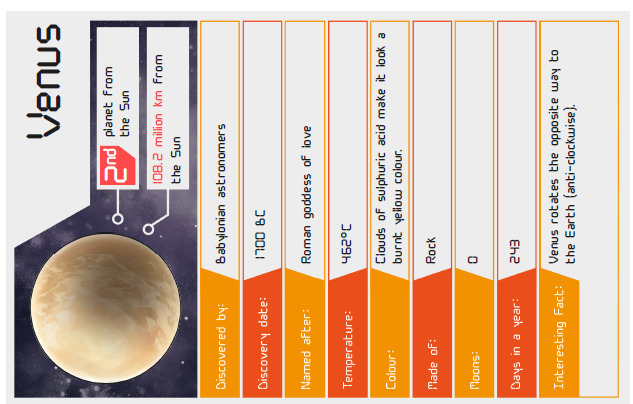 Venus
2nd planet from
the Sun
108.2 million km from
the Sun
Discovered by: Babylonian astronomers
Discovery date: 1700 BC
Named after: Roman goddess of love
Temperature: 462°C
Colour: Clouds of sulphuric acid make it look a
burnt yellow colour.
Made of: Rock
Moons: 0
Days in a year: 243
Interesting Fact: Venus rotates the opposite way to
the Earth (anti-clockwise).